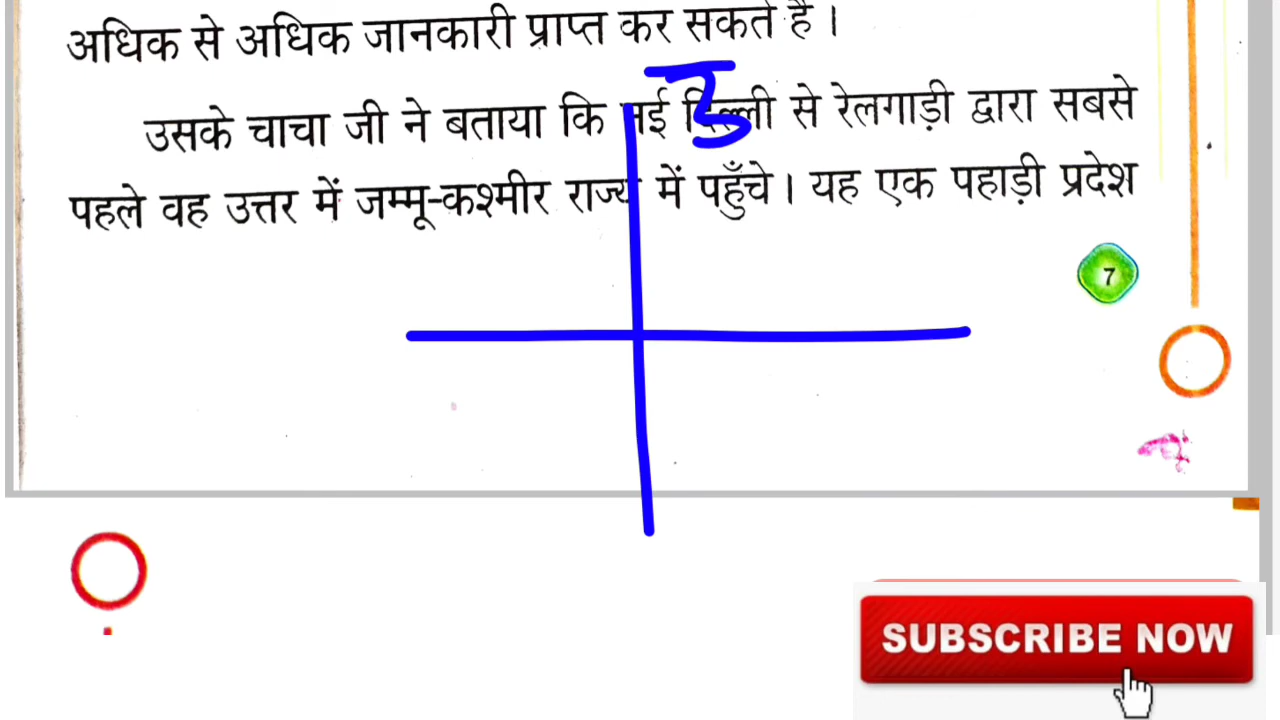 अधिक से अधिक जानकारी प्राप्त कर सकते हैं।
उसके चाचा जी ने बताया कि नई दिल्ली से रेलगाड़ी द्वारा सबसे
पहले वह उत्तर में जम्मू-कश्मीर राज्य में पहुँचे। यह एक पहाड़ी प्रदेश
7
उ
SUBSCRIBE NOW